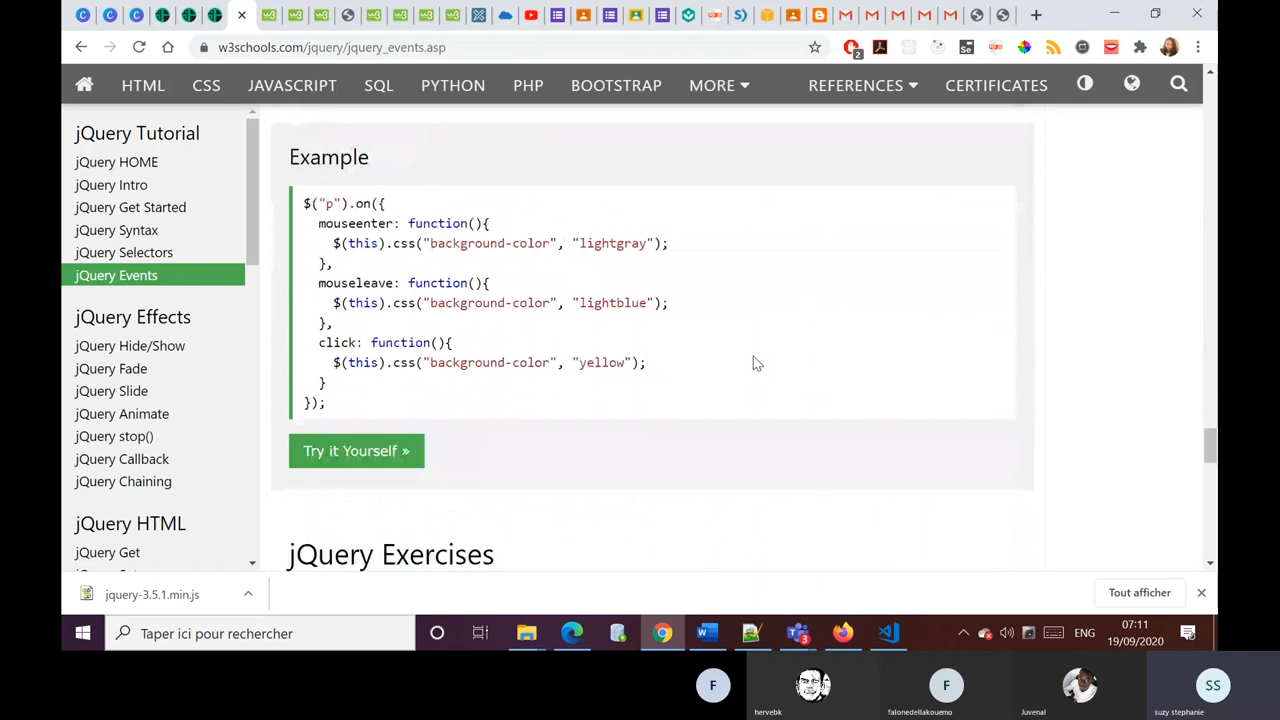 w3schools.com/jquery/jquery_events.asp
2
HTML CSS JAVASCRIPT SQL PYTHON PHP BOOTSTRAP MORE REFERENCES CERTIFICATES
jQuery Tutorial
jQuery HOME
jQuery Intro
jQuery Get Started
jQuery Syntax
jQuery Selectors
jQuery Events
jQuery Effects
jQuery Hide/Show
jQuery Fade
jQuery Slide
jQuery Animate
jQuery stop()
jQuery Callback
jQuery Chaining
jQuery HTML
jQuery Get
Example
$("p").on({
mouseenter: function(){
$(this).css("background-color", "lightgray");
},
mouseleave: function(){
$(this).css("background-color", "lightblue");
},
click: function(){
$(this).css("background-color", "yellow");
}
});
Try it Yourself »
jQuery Exercises
jquery-3.5.1.min.js
Tout afficher
Taper ici pour rechercher
3
ENG
07:11
19/09/2020
F
F
SS
hervebk
falonedellakouemo
Juvenal
suzy stephanie